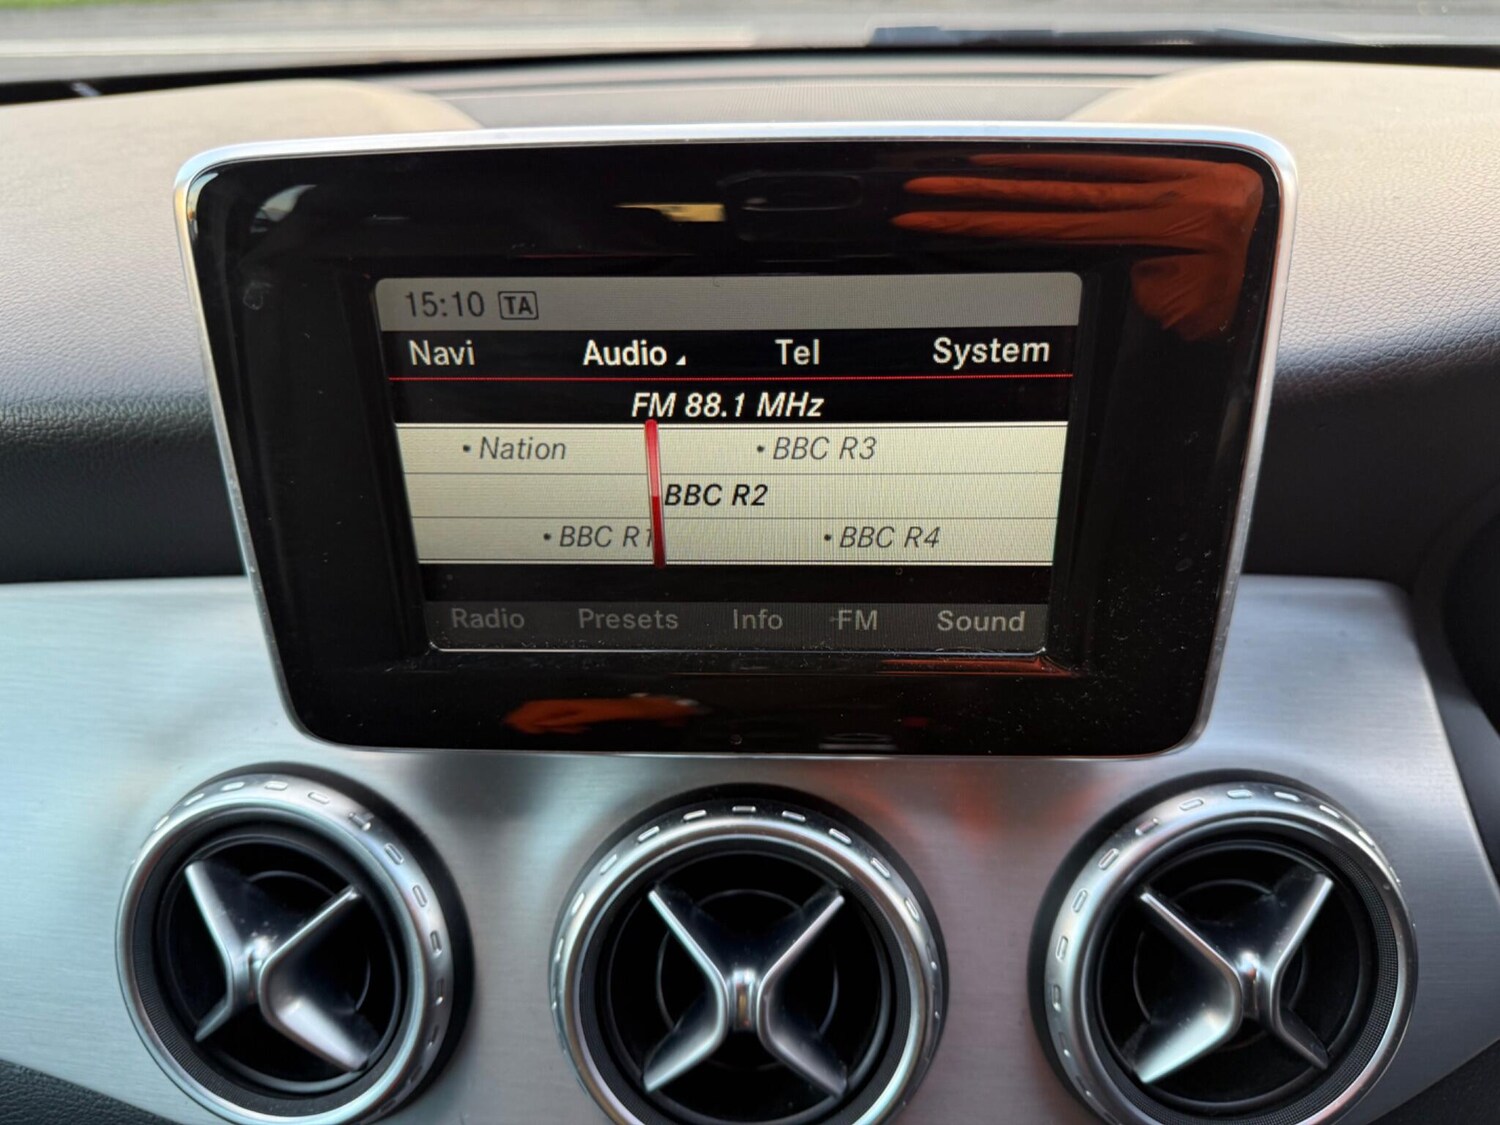 15:10 TA
Navi Audio Tel System
FM 88.1 MHz
• Nation • BBC R3
BBC R2
• BBC R1 • BBC R4
Radio Presets Info FM Sound